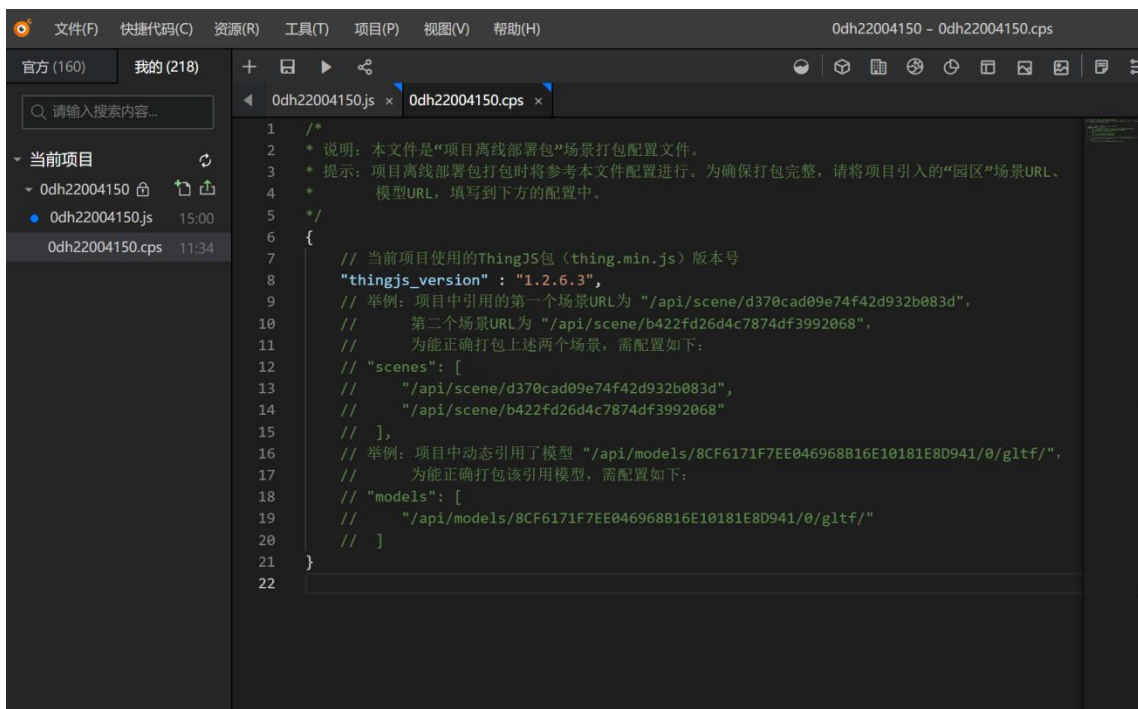 文件(F) 快捷代码(C) 资源(R) 工具(T) 项目(P) 视图(V) 帮助(H) 0dh22004150 - 0dh22004150.cps
官方 (160) 我的 (218)
请输入搜索内容...
当前项目
0dh22004150
0dh22004150.js 15:00
0dh22004150.cps 11:34
0dh22004150.js × 0dh22004150.cps ×
1 /*
2 * 说明：本文件是“项目离线部署包”场景打包配置文件。
3 * 提示：项目离线部署包打包时将参考本文件配置进行。为确保打包完整，请将项目引入的“园区”场景URL、
4 * 模型URL，填写到下方的配置中。
5 */
6 {
7 // 当前项目使用的ThingJS包（thing.min.js）版本号
8 "thingjs_version" : "1.2.6.3",
9 // 举例：项目中引用的第一个场景URL为 "/api/scene/d370cad09e74f42d932b083d"，
10 // 第二个场景URL为 "/api/scene/b422fd26d4c7874df3992068"，
11 // 为能正确打包上述两个场景，需配置如下：
12 // "scenes": [
13 // "/api/scene/d370cad09e74f42d932b083d",
14 // "/api/scene/b422fd26d4c7874df3992068"
15 // ],
16 // 举例：项目中动态引用了模型 "/api/models/8CF6171F7EE046968B16E10181E8D941/0/gltf/"，
17 // 为能正确打包该引用模型，需配置如下：
18 // "models": [
19 // "/api/models/8CF6171F7EE046968B16E10181E8D941/0/gltf/"
20 // ]
21 }
22